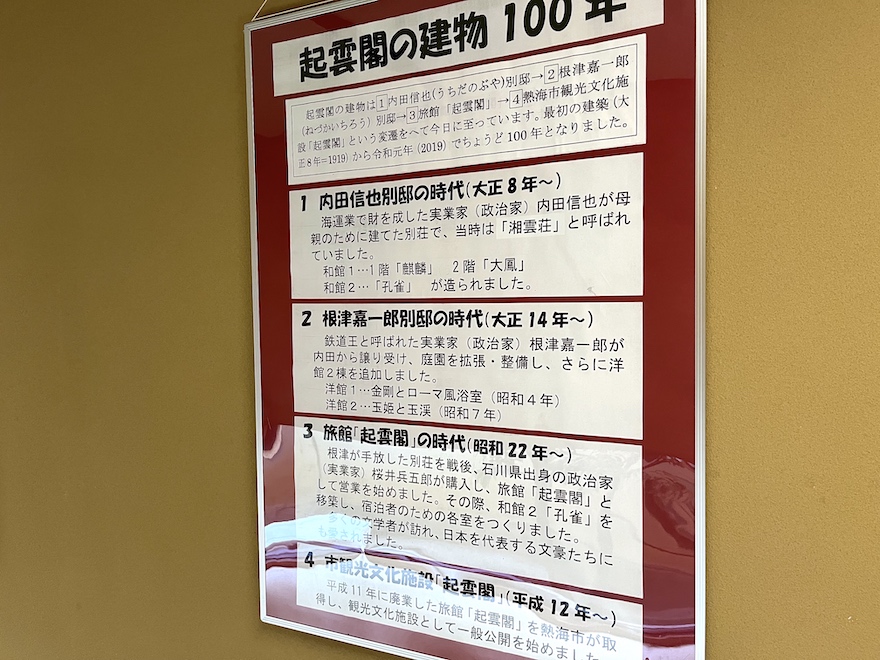 起雲閣の建物100年
起雲閣の建物は1内田信也(うちだのぶや)別邸→2根津嘉一郎
(ねづかいちろう)別邸→3旅館「起雲閣」→4熱海市観光文化施
設「起雲閣」という変遷をへて今日に至っています。最初の建築(大
正8年=1919)から令和元年(2019)でちょうど100年となりました。
1 内田信也別邸の時代(大正8年~)
海運業で財を成した実業家(政治家)内田信也が母
親のために建てた別荘で、当時は「湘雲荘」と呼ばれ
ていました。
和館1…1階「麒麟」 2階「大鳳」
和館2…「孔雀」 が造られました。
2 根津嘉一郎別邸の時代(大正14年~)
鉄道王と呼ばれた実業家(政治家)根津嘉一郎が
内田から譲り受け、庭園を拡張・整備し、さらに洋
館2棟を追加しました。
洋館1…金剛とローマ風浴室(昭和4年)
洋館2…玉姫と玉渓(昭和7年)
3 旅館「起雲閣」の時代(昭和22年~)
根津が手放した別荘を戦後、石川県出身の政治家
(実業家)桜井兵五郎が購入し、旅館「起雲閣」と
して営業を始めました。その際、和館2「孔雀」を
移築し、宿泊者のための各室をつくりました。
多くの文学者が訪れ、日本を代表する文豪たちに
も愛されました。
4 市観光文化施設「起雲閣」(平成12年~)
平成11年に廃業した旅館「起雲閣」を熱海市が取
得し、観光文化施設として一般公開を始めました